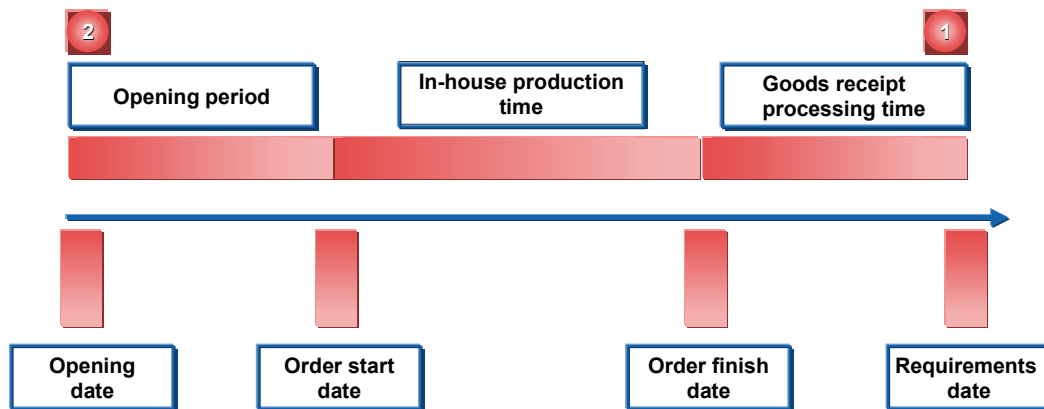 2
1
Opening period
In-house production
time
Goods receipt
processing time
Opening
date
Order start
date
Order finish
date
Requirements
date